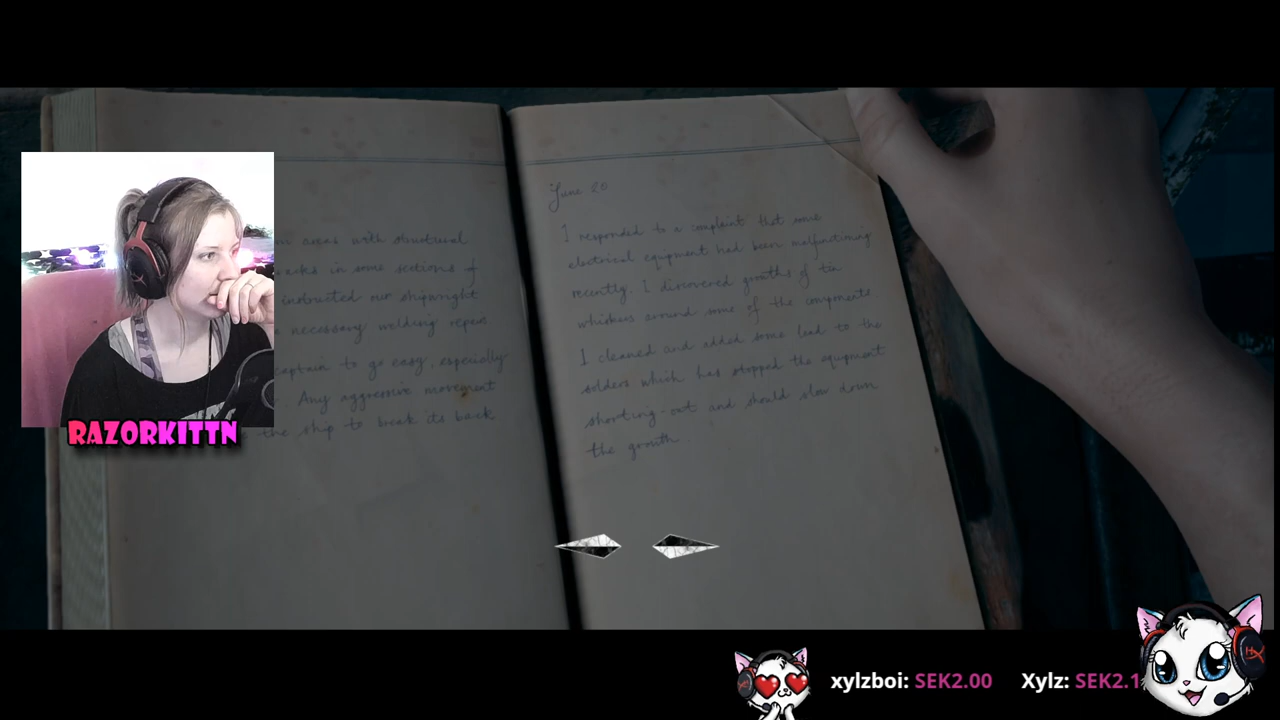 areas with structural
in some sections of
instructed our shipwright
necessary welding repairs
captain to go easy, especially
Any aggressive movement
the ship to break its back
June 20
I responded to a complaint that some
electrical equipment had been malfunctioning
recently. I discovered growths of tin
whiskers around some of the components
I cleaned and added some lead to the
solders which has stopped the equipment
shorting-out and should slow down
the growth.
RAZORKITTN
xylzboi: SEK2.00 Xylz: SEK2.1